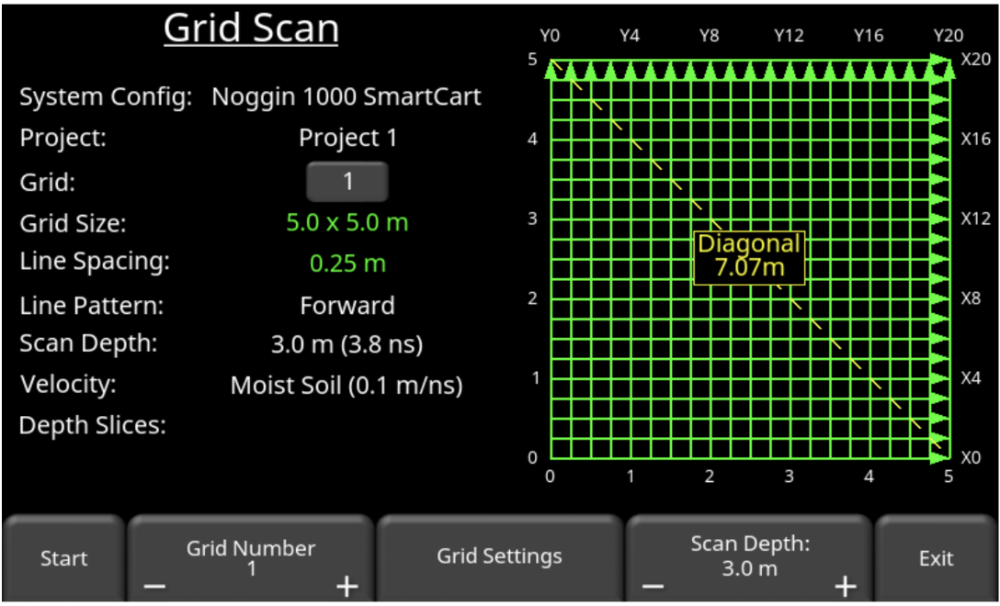 Grid Scan
System Config: Noggin 1000 SmartCart
Project: Project 1
Grid: 1
Grid Size: 5.0 x 5.0 m
Line Spacing: 0.25 m
Line Pattern: Forward
Scan Depth: 3.0 m (3.8 ns)
Velocity: Moist Soil (0.1 m/ns)
Depth Slices:
Y0 Y4 Y8 Y12 Y16 Y20
5 X20
4 X16
3 X12
Diagonal
7.07m
2 X8
1 X4
0 X0
0 1 2 3 4 5
Start
Grid Number
1
− +
Grid Settings
Scan Depth:
3.0 m
− +
Exit